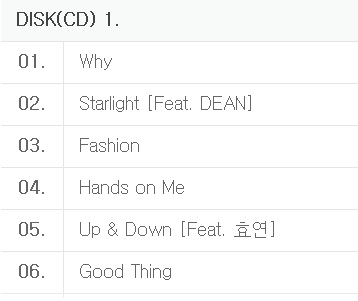 DISK(CD) 1.
01. Why
02. Starlight [Feat. DEAN]
03. Fashion
04. Hands on Me
05. Up & Down [Feat. 효연]
06. Good Thing